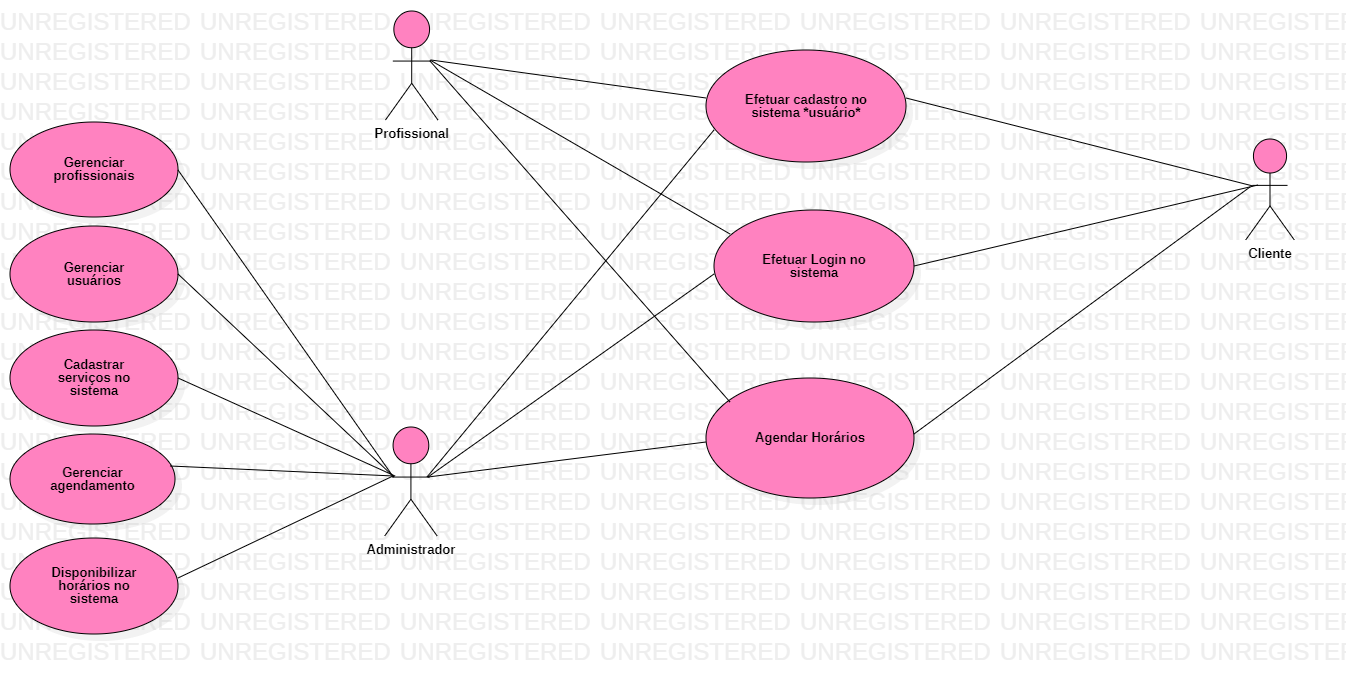 Profissional
Efetuar cadastro no
sistema *usuário*
Gerenciar
profissionais
Cliente
Gerenciar
usuários
Efetuar Login no
sistema
Cadastrar
serviços no
sistema
Agendar Horários
Gerenciar
agendamento
Administrador
Disponibilizar
horários no
sistema
UNREGISTERED